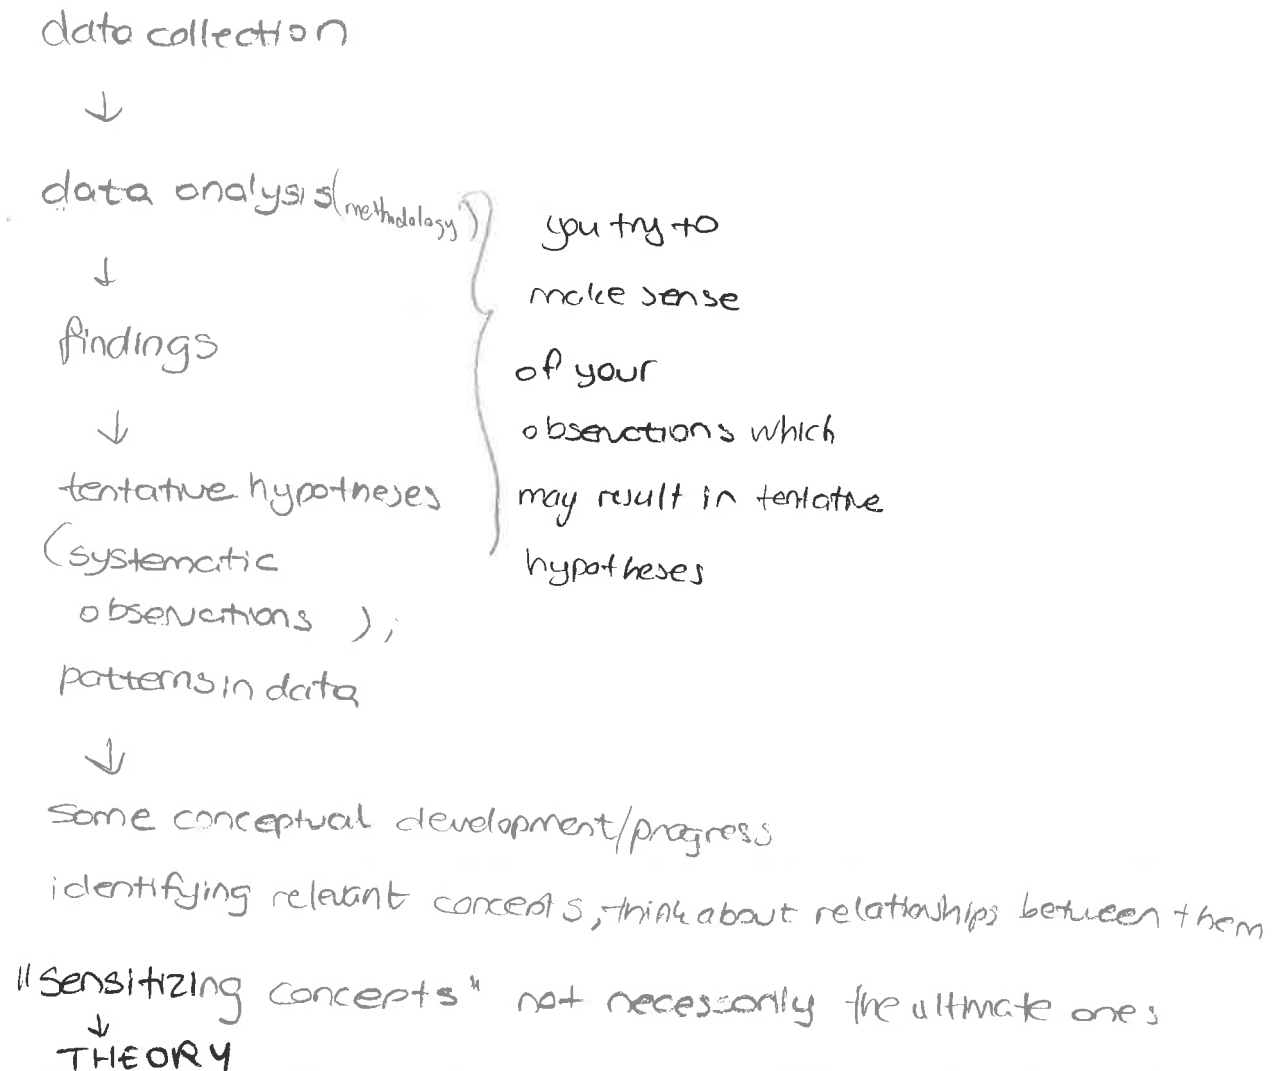 data collection
↓
data analysis (methodology)
↓
findings
↓
tentative hypotheses
(systematic
observations);
patterns in data
↓
some conceptual development/progress
identifying relevant concepts, think about relationships between them
"sensitizing concepts" not necessarily the ultimate ones
↓
THEORY
you try to
make sense
of your
observations which
may result in tentative
hypotheses